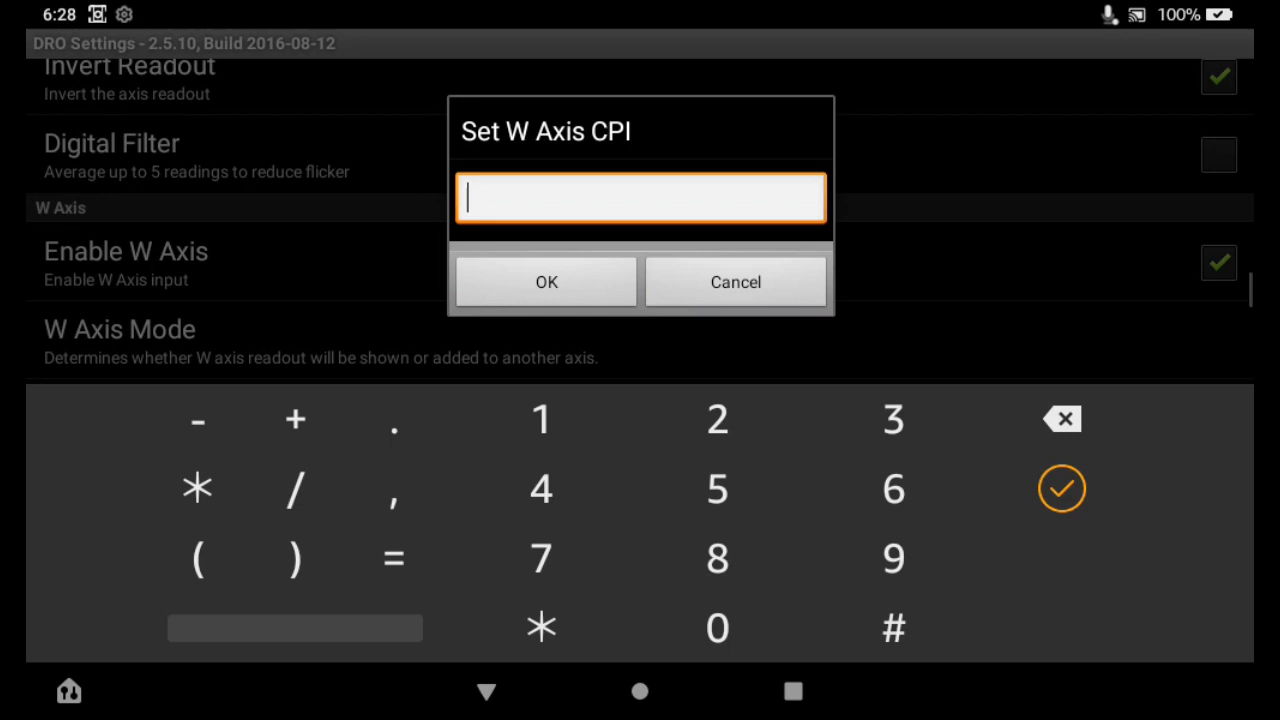 6:28
100%
DRO Settings - 2.5.10, Build 2016-08-12
Invert Readout
Invert the axis readout
Digital Filter
Average up to 5 readings to reduce flicker
W Axis
Enable W Axis
Enable W Axis input
W Axis Mode
Determines whether W axis readout will be shown or added to another axis.
Set W Axis CPI
OK Cancel
- + . 1 2 3
* / , 4 5 6
( ) = 7 8 9
* 0 #